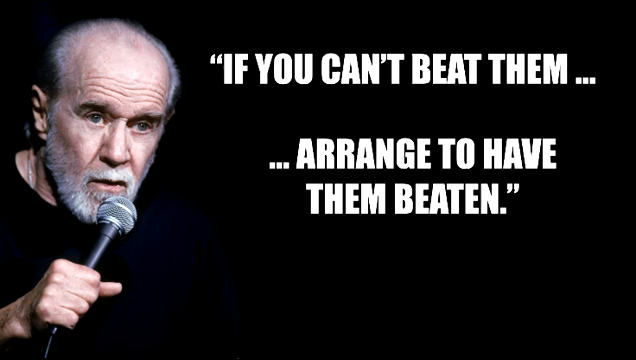 “IF YOU CAN’T BEAT THEM ...
... ARRANGE TO HAVE
THEM BEATEN.”